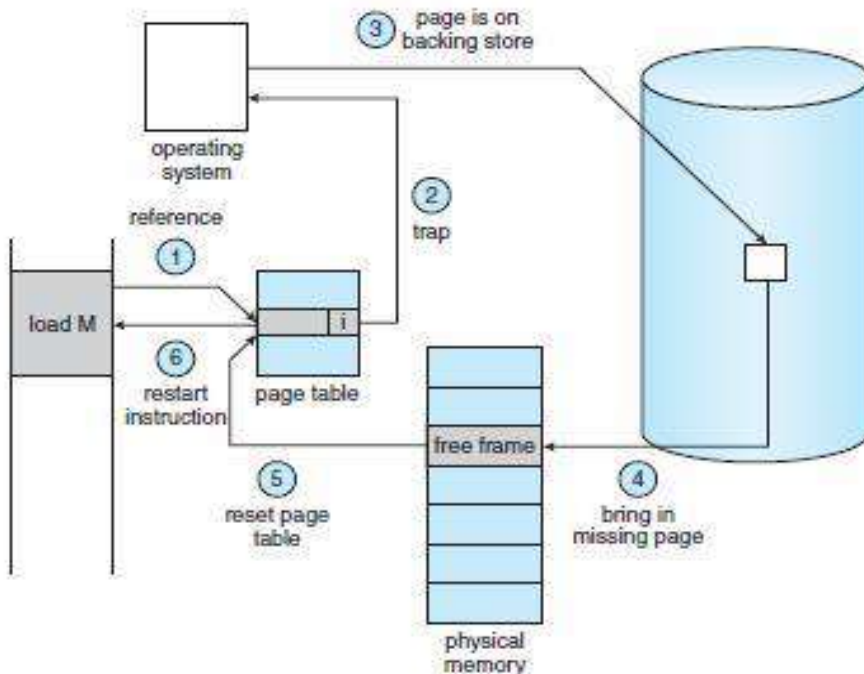 3
page is on
backing store
operating
system
reference
1
2
trap
load M
i
6
restart
instruction
page table
free frame
5
reset page
table
4
bring in
missing page
physical
memory